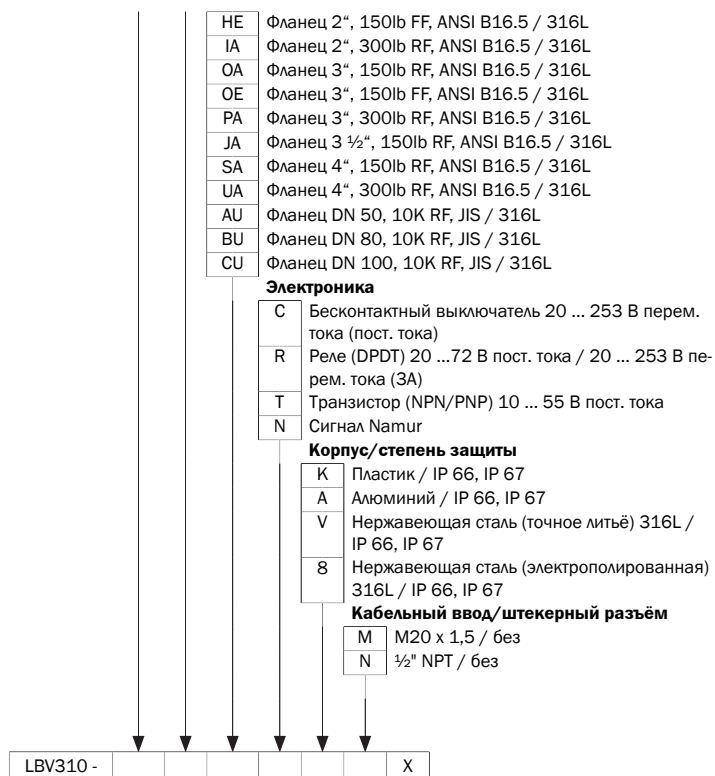 HE Фланец 2“, 150lb FF, ANSI B16.5 / 316L
IA Фланец 2“, 300lb RF, ANSI B16.5 / 316L
OA Фланец 3“, 150lb RF, ANSI B16.5 / 316L
OE Фланец 3“, 150lb FF, ANSI B16.5 / 316L
PA Фланец 3“, 300lb RF, ANSI B16.5 / 316L
JA Фланец 3 ½“, 150lb RF, ANSI B16.5 / 316L
SA Фланец 4“, 150lb RF, ANSI B16.5 / 316L
UA Фланец 4“, 300lb RF, ANSI B16.5 / 316L
AU Фланец DN 50, 10K RF, JIS / 316L
BU Фланец DN 80, 10K RF, JIS / 316L
CU Фланец DN 100, 10K RF, JIS / 316L
Электроника
C Бесконтактный выключатель 20 ... 253 В перем.
тока (пост. тока)
R Реле (DPDT) 20 ...72 В пост. тока / 20 ... 253 В пе-
рем. тока (3A)
T Транзистор (NPN/PNP) 10 ... 55 В пост. тока
N Сигнал Namur
Корпус/степень защиты
K Пластик / IP 66, IP 67
A Алюминий / IP 66, IP 67
V Нержавеющая сталь (точное литьё) 316L /
IP 66, IP 67
8 Нержавеющая сталь (электрополированная)
316L / IP 66, IP 67
Кабельный ввод/штекерный разъём
M M20 x 1,5 / без
N ½" NPT / без
LBV310 - X